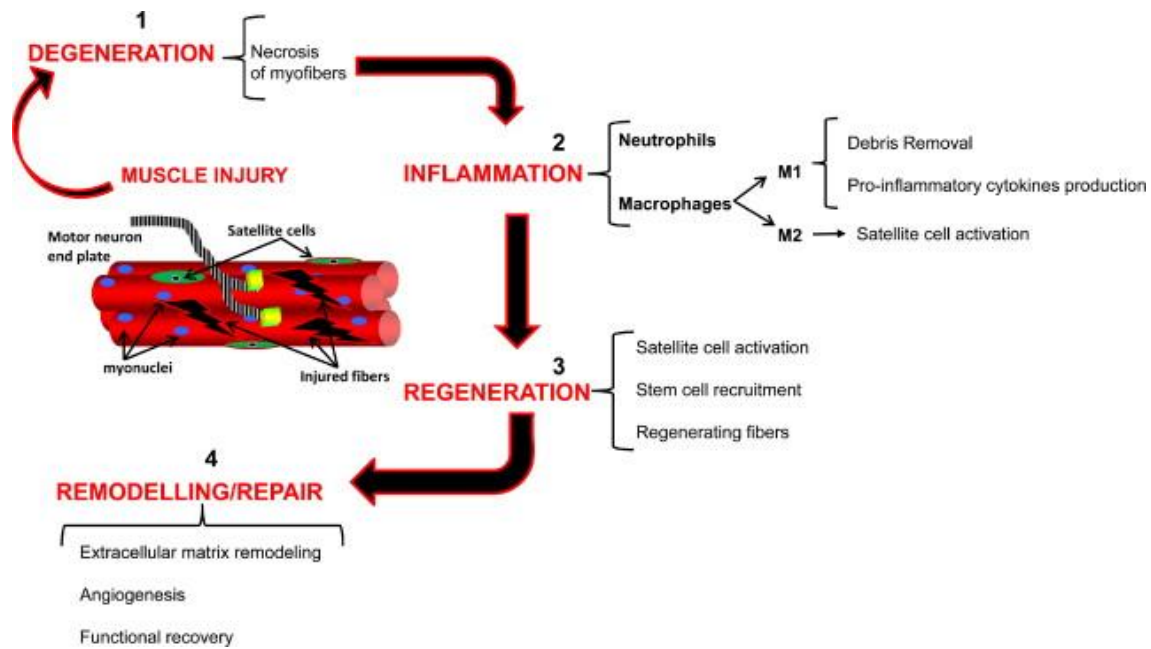 1
DEGENERATION
Necrosis
of myofibers
MUSCLE INJURY
Motor neuron
end plate
Satellite cells
myonuclei
Injured fibers
2
INFLAMMATION
Neutrophils
Macrophages
M1
Debris Removal
Pro-inflammatory cytokines production
M2
Satellite cell activation
3
REGENERATION
Satellite cell activation
Stem cell recruitment
Regenerating fibers
4
REMODELLING/REPAIR
Extracellular matrix remodeling
Angiogenesis
Functional recovery